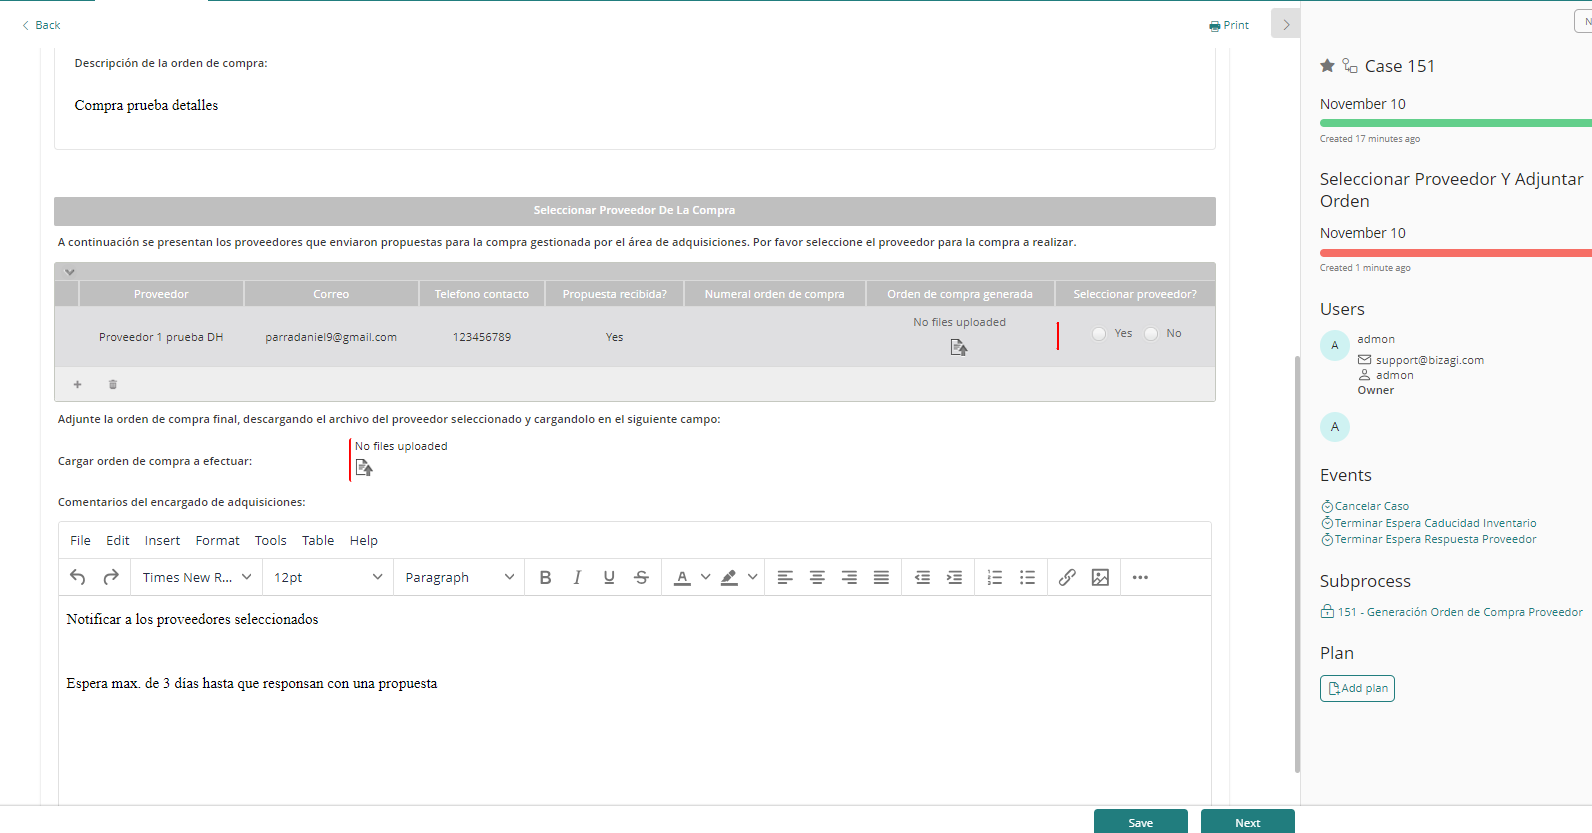 Back
Print
Descripción de la orden de compra:
Compra prueba detalles
Seleccionar Proveedor De La Compra
A continuación se presentan los proveedores que enviaron propuestas para la compra gestionada por el área de adquisiciones. Por favor seleccione el proveedor para la compra a realizar.
Proveedor Correo Telefono contacto Propuesta recibida? Numeral orden de compra Orden de compra generada Seleccionar proveedor?
No files uploaded
Proveedor 1 prueba DH parradaniel9@gmail.com 123456789 Yes Yes No
Adjunte la orden de compra final, descargando el archivo del proveedor seleccionado y cargandolo en el siguiente campo:
No files uploaded
Cargar orden de compra a efectuar:
Comentarios del encargado de adquisiciones:
File Edit Insert Format Tools Table Help
Times New R... 12pt Paragraph B I U S A
Notificar a los proveedores seleccionados
Espera max. de 3 días hasta que responsan con una propuesta
Save Next
Case 151
November 10
Created 17 minutes ago
Seleccionar Proveedor Y Adjuntar
Orden
November 10
Created 1 minute ago
Users
A
admon
support@bizagi.com
admon
Owner
A
Events
Cancelar Caso
Terminar Espera Caducidad Inventario
Terminar Espera Respuesta Proveedor
Subprocess
151 - Generación Orden de Compra Proveedor
Plan
Add plan